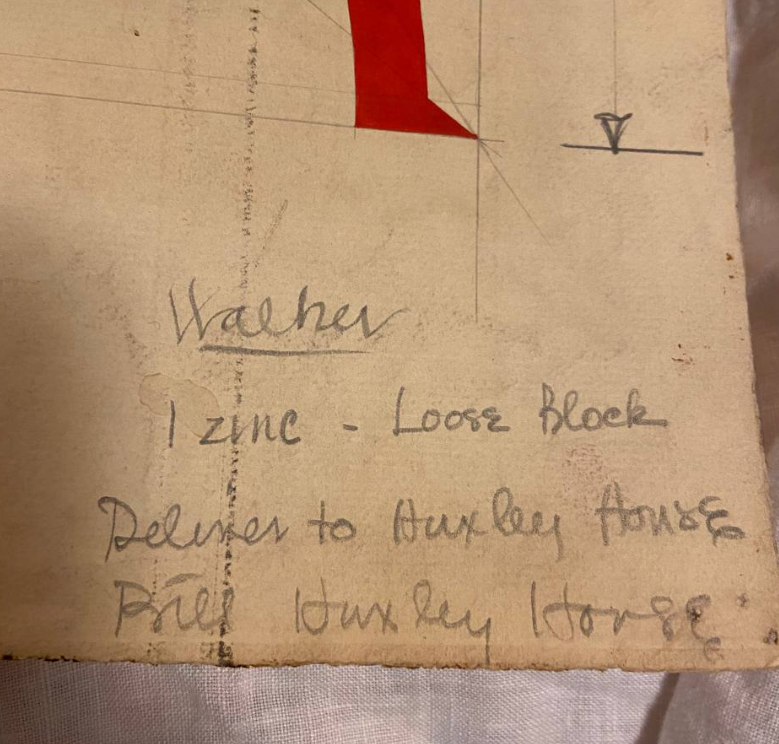 Walker
1 zinc - Loose Block
Deliver to Huxley House
Bill Huxley House